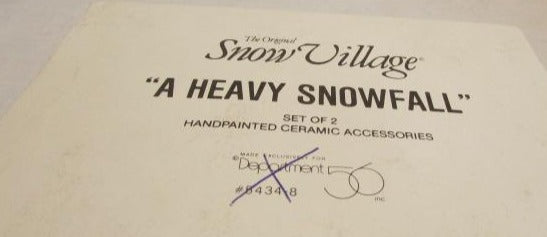 The Original
Snow Village®
"A HEAVY SNOWFALL"
SET OF 2
HANDPAINTED CERAMIC ACCESSORIES
MADE EXCLUSIVELY FOR
© Department 56 INC.
#5434-8